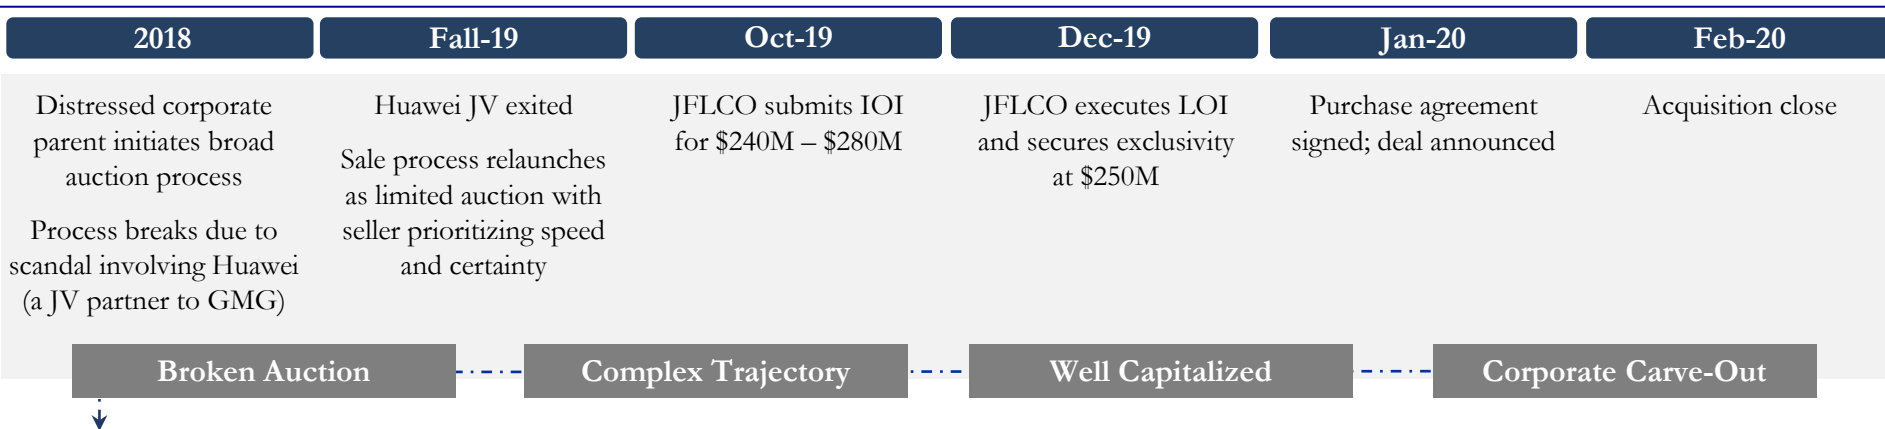 2018
Fall-19
Oct-19
Dec-19
Jan-20
Feb-20
Distressed corporate
parent initiates broad
auction process
Process breaks due to
scandal involving Huawei
(a JV partner to GMG)
Huawei JV exited
Sale process relaunches
as limited auction with
seller prioritizing speed
and certainty
JFLCO submits IOI
for $240M – $280M
JFLCO executes LOI
and secures exclusivity
at $250M
Purchase agreement
signed; deal announced
Acquisition close
Broken Auction
Complex Trajectory
Well Capitalized
Corporate Carve-Out